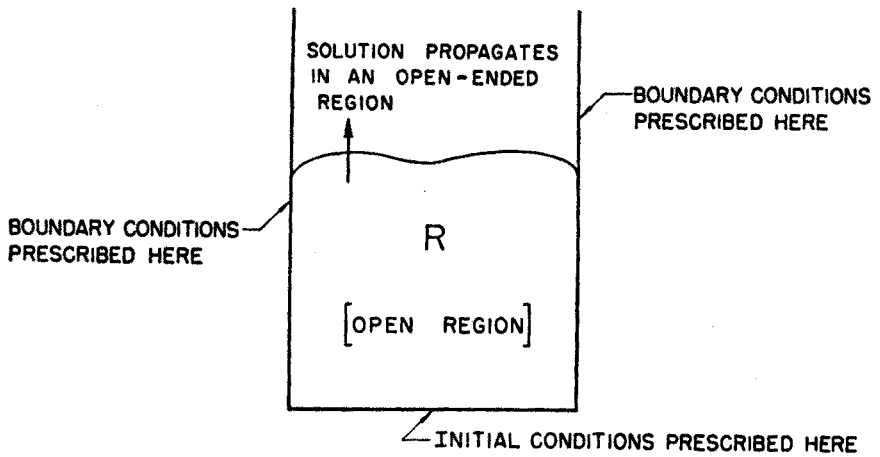 SOLUTION PROPAGATES
IN AN OPEN-ENDED
REGION
BOUNDARY CONDITIONS
PRESCRIBED HERE
BOUNDARY CONDITIONS
PRESCRIBED HERE
R
[OPEN REGION]
INITIAL CONDITIONS PRESCRIBED HERE